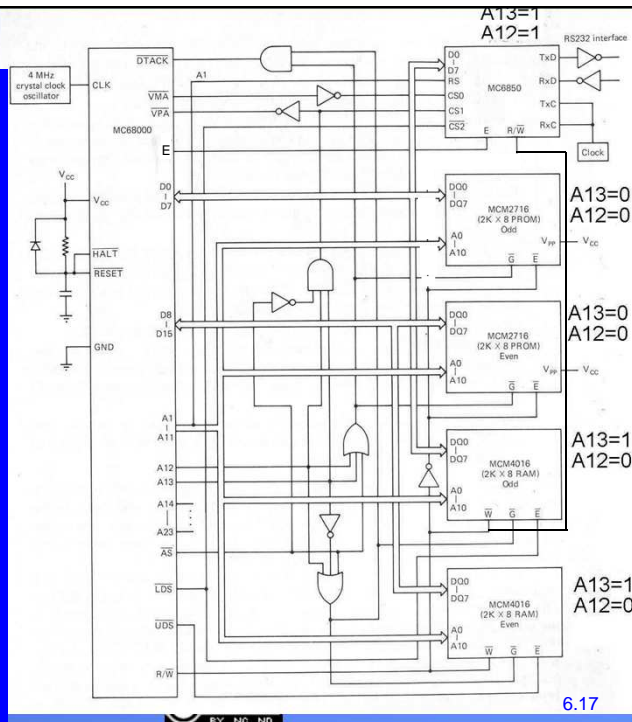 A13=1
A12=1
RS232 interface
4 MHz
crystal clock
oscillator
CLK
DTACK
A1
VMA
VPA
MC68000
E
D0
D7
RS
CS0
CS1
CS2
MC6850
TxD
RxD
TxC
RxC
E R/W
Clock
Vcc
Vcc
HALT
RESET
GND
D0
D7
D8
D15
A1
A11
A12
A13
A14
A23
AS
LDS
UDS
R/W
DQ0
DQ7
MCM2716
(2K X 8 PROM)
Odd
A0
A10
VPP
Vcc
G E
A13=0
A12=0
DQ0
DQ7
MCM2716
(2K X 8 PROM)
Even
A0
A10
VPP
Vcc
G E
A13=0
A12=0
DQ0
DQ7
MCM4016
(2K X 8 RAM)
Odd
A0
A10
W G E
A13=1
A12=0
DQ0
DQ7
MCM4016
(2K X 8 RAM)
Even
A0
A10
W G E
A13=1
A12=0
6.17
BY NC ND